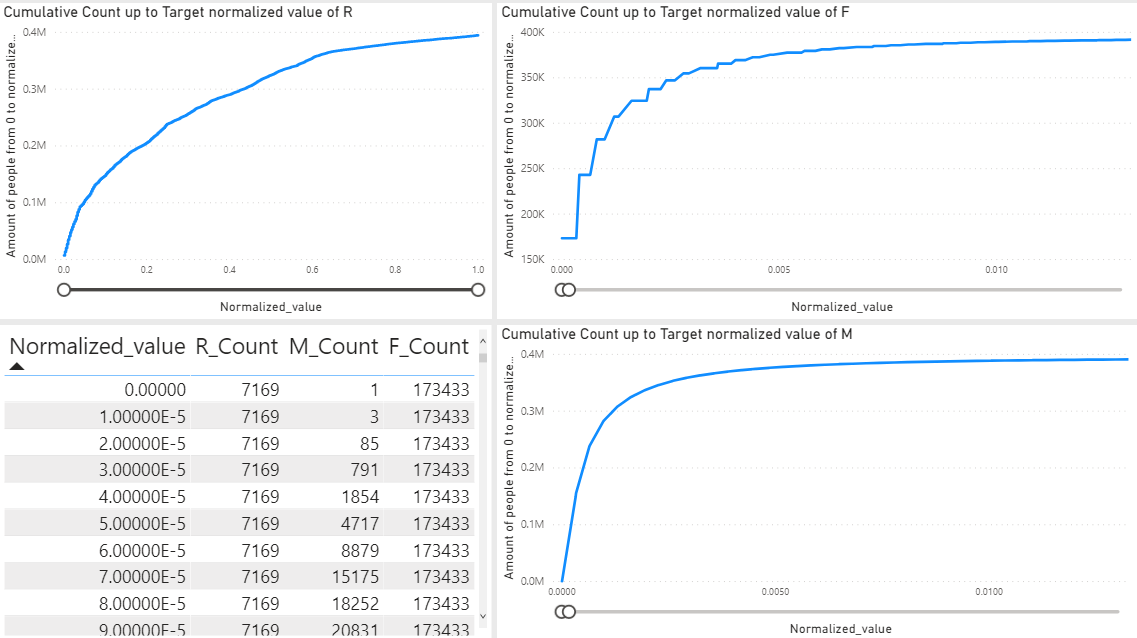 Cumulative Count up to Target normalized value of R
Amount of people from 0 to normalize...
0.4M
0.3M
0.2M
0.1M
0.0M
0.0 0.2 0.4 0.6 0.8 1.0
Normalized_value
Cumulative Count up to Target normalized value of F
Amount of people from 0 to normalize...
400K
350K
300K
250K
200K
150K
0.000 0.005 0.010
Normalized_value
Normalized_value R_Count M_Count F_Count
0.00000 7169 1 173433
1.00000E-5 7169 3 173433
2.00000E-5 7169 85 173433
3.00000E-5 7169 791 173433
4.00000E-5 7169 1854 173433
5.00000E-5 7169 4717 173433
6.00000E-5 7169 8879 173433
7.00000E-5 7169 15175 173433
8.00000E-5 7169 18252 173433
9.00000E-5 7169 20831 173433
Cumulative Count up to Target normalized value of M
Amount of people from 0 to normalize...
0.4M
0.3M
0.2M
0.1M
0.0M
0.0000 0.0050 0.0100
Normalized_value